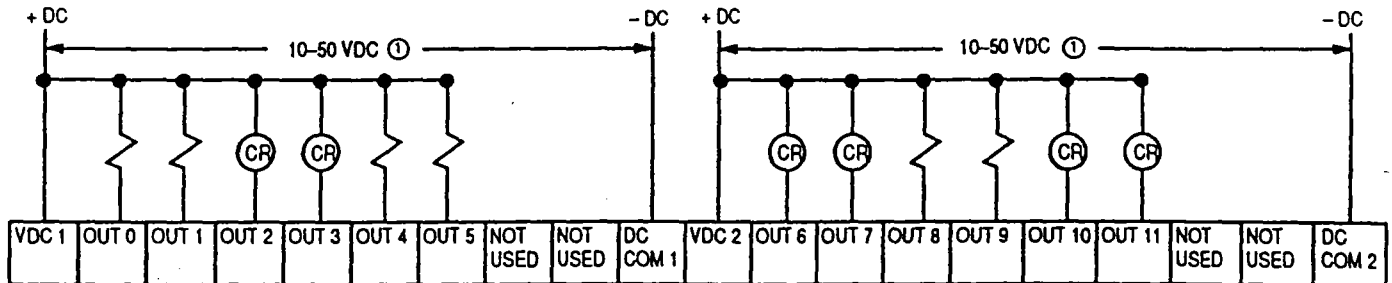 + DC - DC + DC - DC
10-50 VDC ① 10-50 VDC ①
CR CR CR CR CR CR
VDC 1 OUT 0 OUT 1 OUT 2 OUT 3 OUT 4 OUT 5 NOT USED NOT USED DC COM 1 VDC 2 OUT 6 OUT 7 OUT 8 OUT 9 OUT 10 OUT 11 NOT USED NOT USED DC COM 2